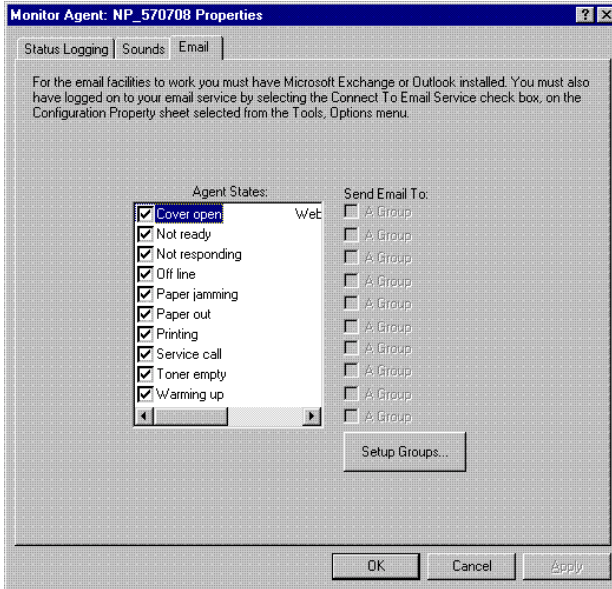 Monitor Agent: NP_570708 Properties
Status Logging Sounds Email
For the email facilities to work you must have Microsoft Exchange or Outlook installed. You must also
have logged on to your email service by selecting the Connect To Email Service check box, on the
Configuration Property sheet selected from the Tools, Options menu.
Agent States: Send Email To:
Cover open Web A Group
Not ready A Group
Not responding A Group
Off line A Group
Paper jamming A Group
Paper out A Group
Printing A Group
Service call A Group
Toner empty A Group
Warming up A Group
Setup Groups...
OK Cancel Apply